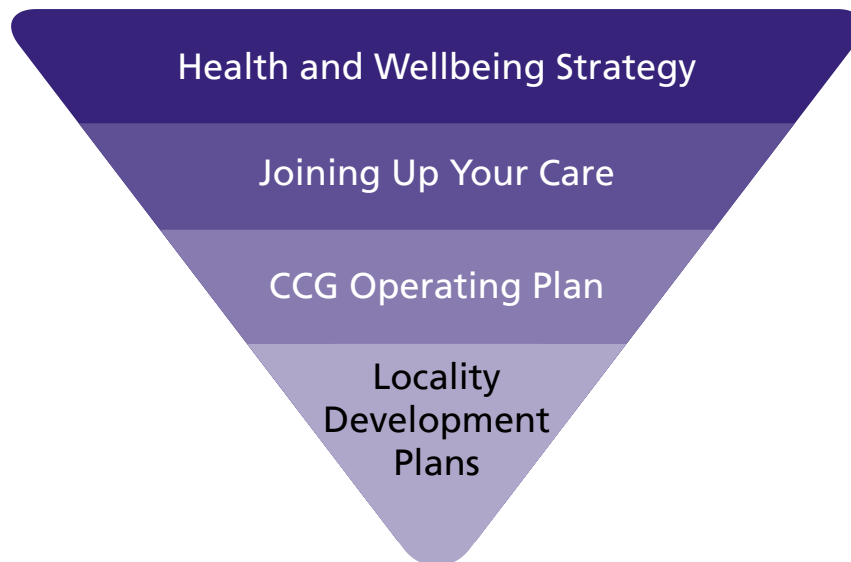 Health and Wellbeing Strategy
Joining Up Your Care
CCG Operating Plan
Locality
Development
Plans